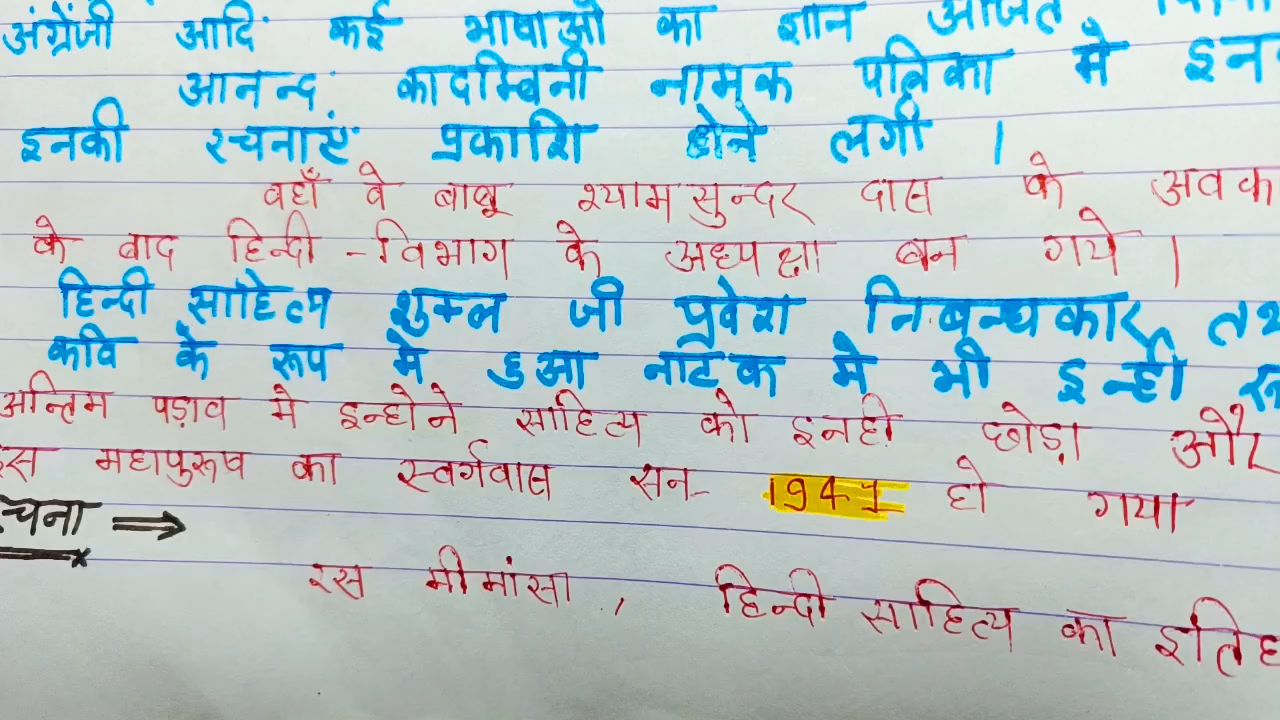 अंग्रेजी आदि कई भाषाओ का ज्ञान अर्जित
आनन्द कादम्बिनी नामक पत्रिका मे इन
इनकी रचनाएं प्रकाशि होने लगी ।
वहाँ वे बाबू श्यामसुन्दर दास के अवक
के बाद हिन्दी - विभाग के अध्यक्ष बन गये ।
हिन्दी साहित्य शुक्ल जी प्रवेश निबन्धकार
कवि के रूप मे हुआ नाटक मे भी इन्ही
अन्तिम पड़ाव मे इन्होने साहित्य को इनही छोड़ा और
महापुरूष का स्वर्गवास सन- 1941 हो गया
चना ⇒
रस मीमांसा , हिन्दी साहित्य का इतिह